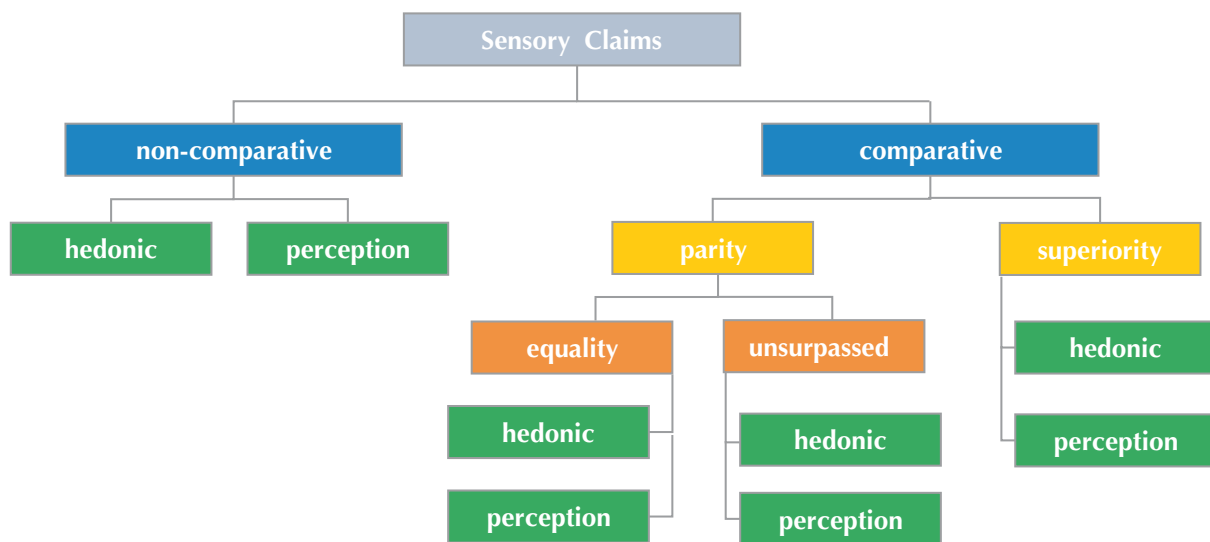 Sensory Claims
non-comparative
comparative
hedonic
perception
parity
superiority
equality
unsurpassed
hedonic
hedonic
hedonic
perception
perception
perception